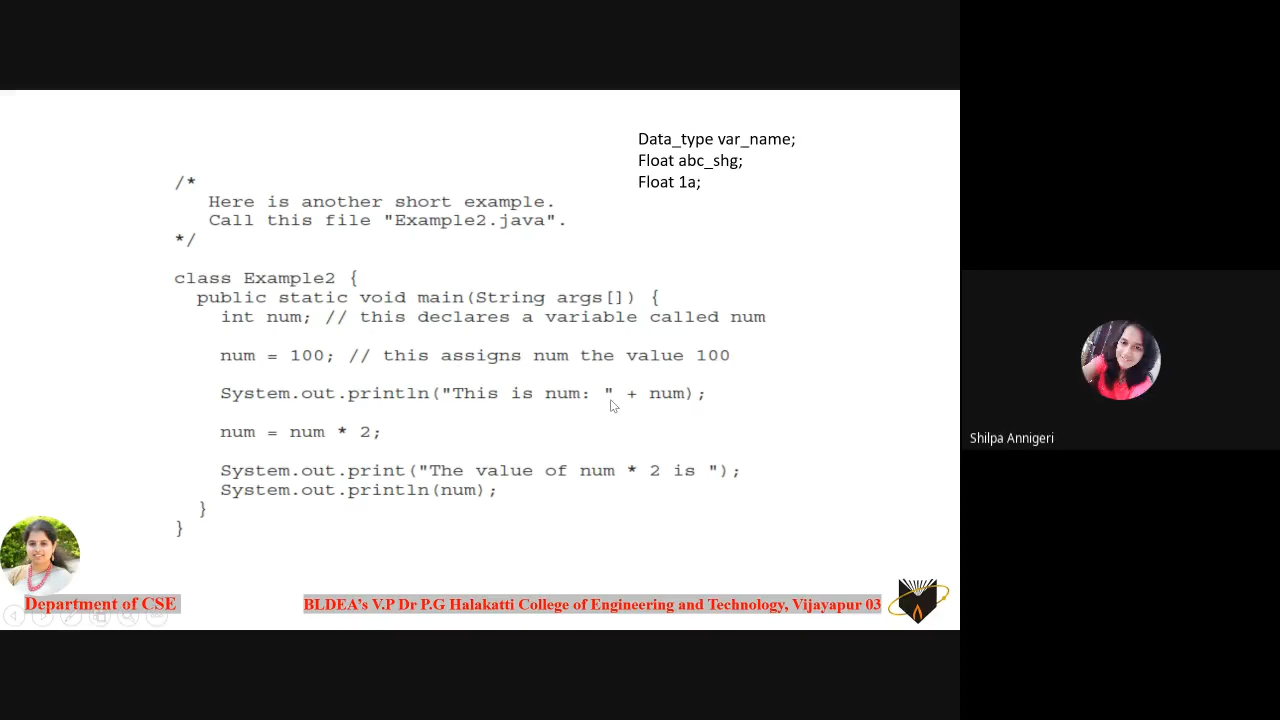 Data_type var_name;
Float abc_shg;
Float 1a;
/*
Here is another short example.
Call this file "Example2.java".
*/
class Example2 {
public static void main(String args[]) {
int num; // this declares a variable called num
num = 100; // this assigns num the value 100
System.out.println("This is num: " + num);
num = num * 2;
System.out.print("The value of num * 2 is ");
System.out.println(num);
}
}
Shilpa Annigeri
Department of CSE
BLDEA's V.P Dr P.G Halakatti College of Engineering and Technology, Vijayapur 03